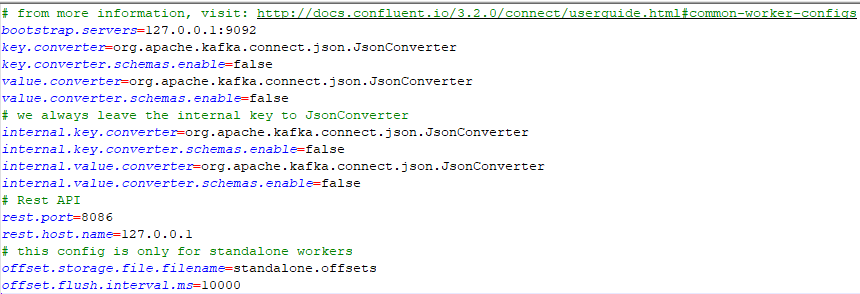 # from more information, visit: http://docs.confluent.io/3.2.0/connect/userguide.html#common-worker-configs
bootstrap.servers=127.0.0.1:9092
key.converter=org.apache.kafka.connect.json.JsonConverter
key.converter.schemas.enable=false
value.converter=org.apache.kafka.connect.json.JsonConverter
value.converter.schemas.enable=false
# we always leave the internal key to JsonConverter
internal.key.converter=org.apache.kafka.connect.json.JsonConverter
internal.key.converter.schemas.enable=false
internal.value.converter=org.apache.kafka.connect.json.JsonConverter
internal.value.converter.schemas.enable=false
# Rest API
rest.port=8086
rest.host.name=127.0.0.1
# this config is only for standalone workers
offset.storage.file.filename=standalone.offsets
offset.flush.interval.ms=10000